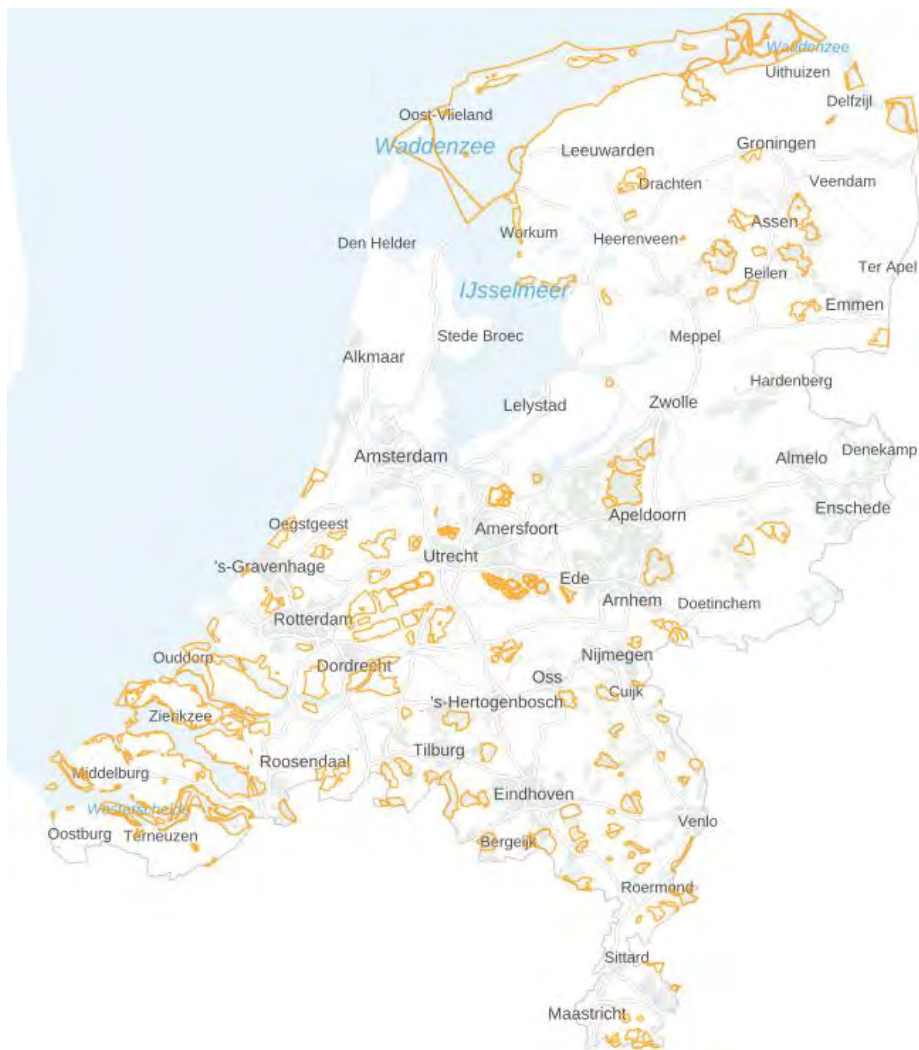 Waddenzee
Uithuizen
Delfzijl
Oost-Vlieland
Waddenzee
Leeuwarden
Groningen
Drachten
Veendam
Assen
Workum
Heerenveen
Den Helder
Beilen
Ter Apel
IJsselmeer
Emmen
Stede Broec
Meppel
Alkmaar
Hardenberg
Lelystad
Zwolle
Amsterdam
Almelo
Denekamp
Enschede
Oegstgeest
Amersfoort
Apeldoorn
Utrecht
's-Gravenhage
Ede
Arnhem
Doetinchem
Rotterdam
Nijmegen
Ouddorp
Dordrecht
Oss
Cuijk
's-Hertogenbosch
Zierikzee
Tilburg
Roosendaal
Middelburg
Eindhoven
Westerschelde
Venlo
Oostburg
Terneuzen
Bergeijk
Roermond
Sittard
Maastricht